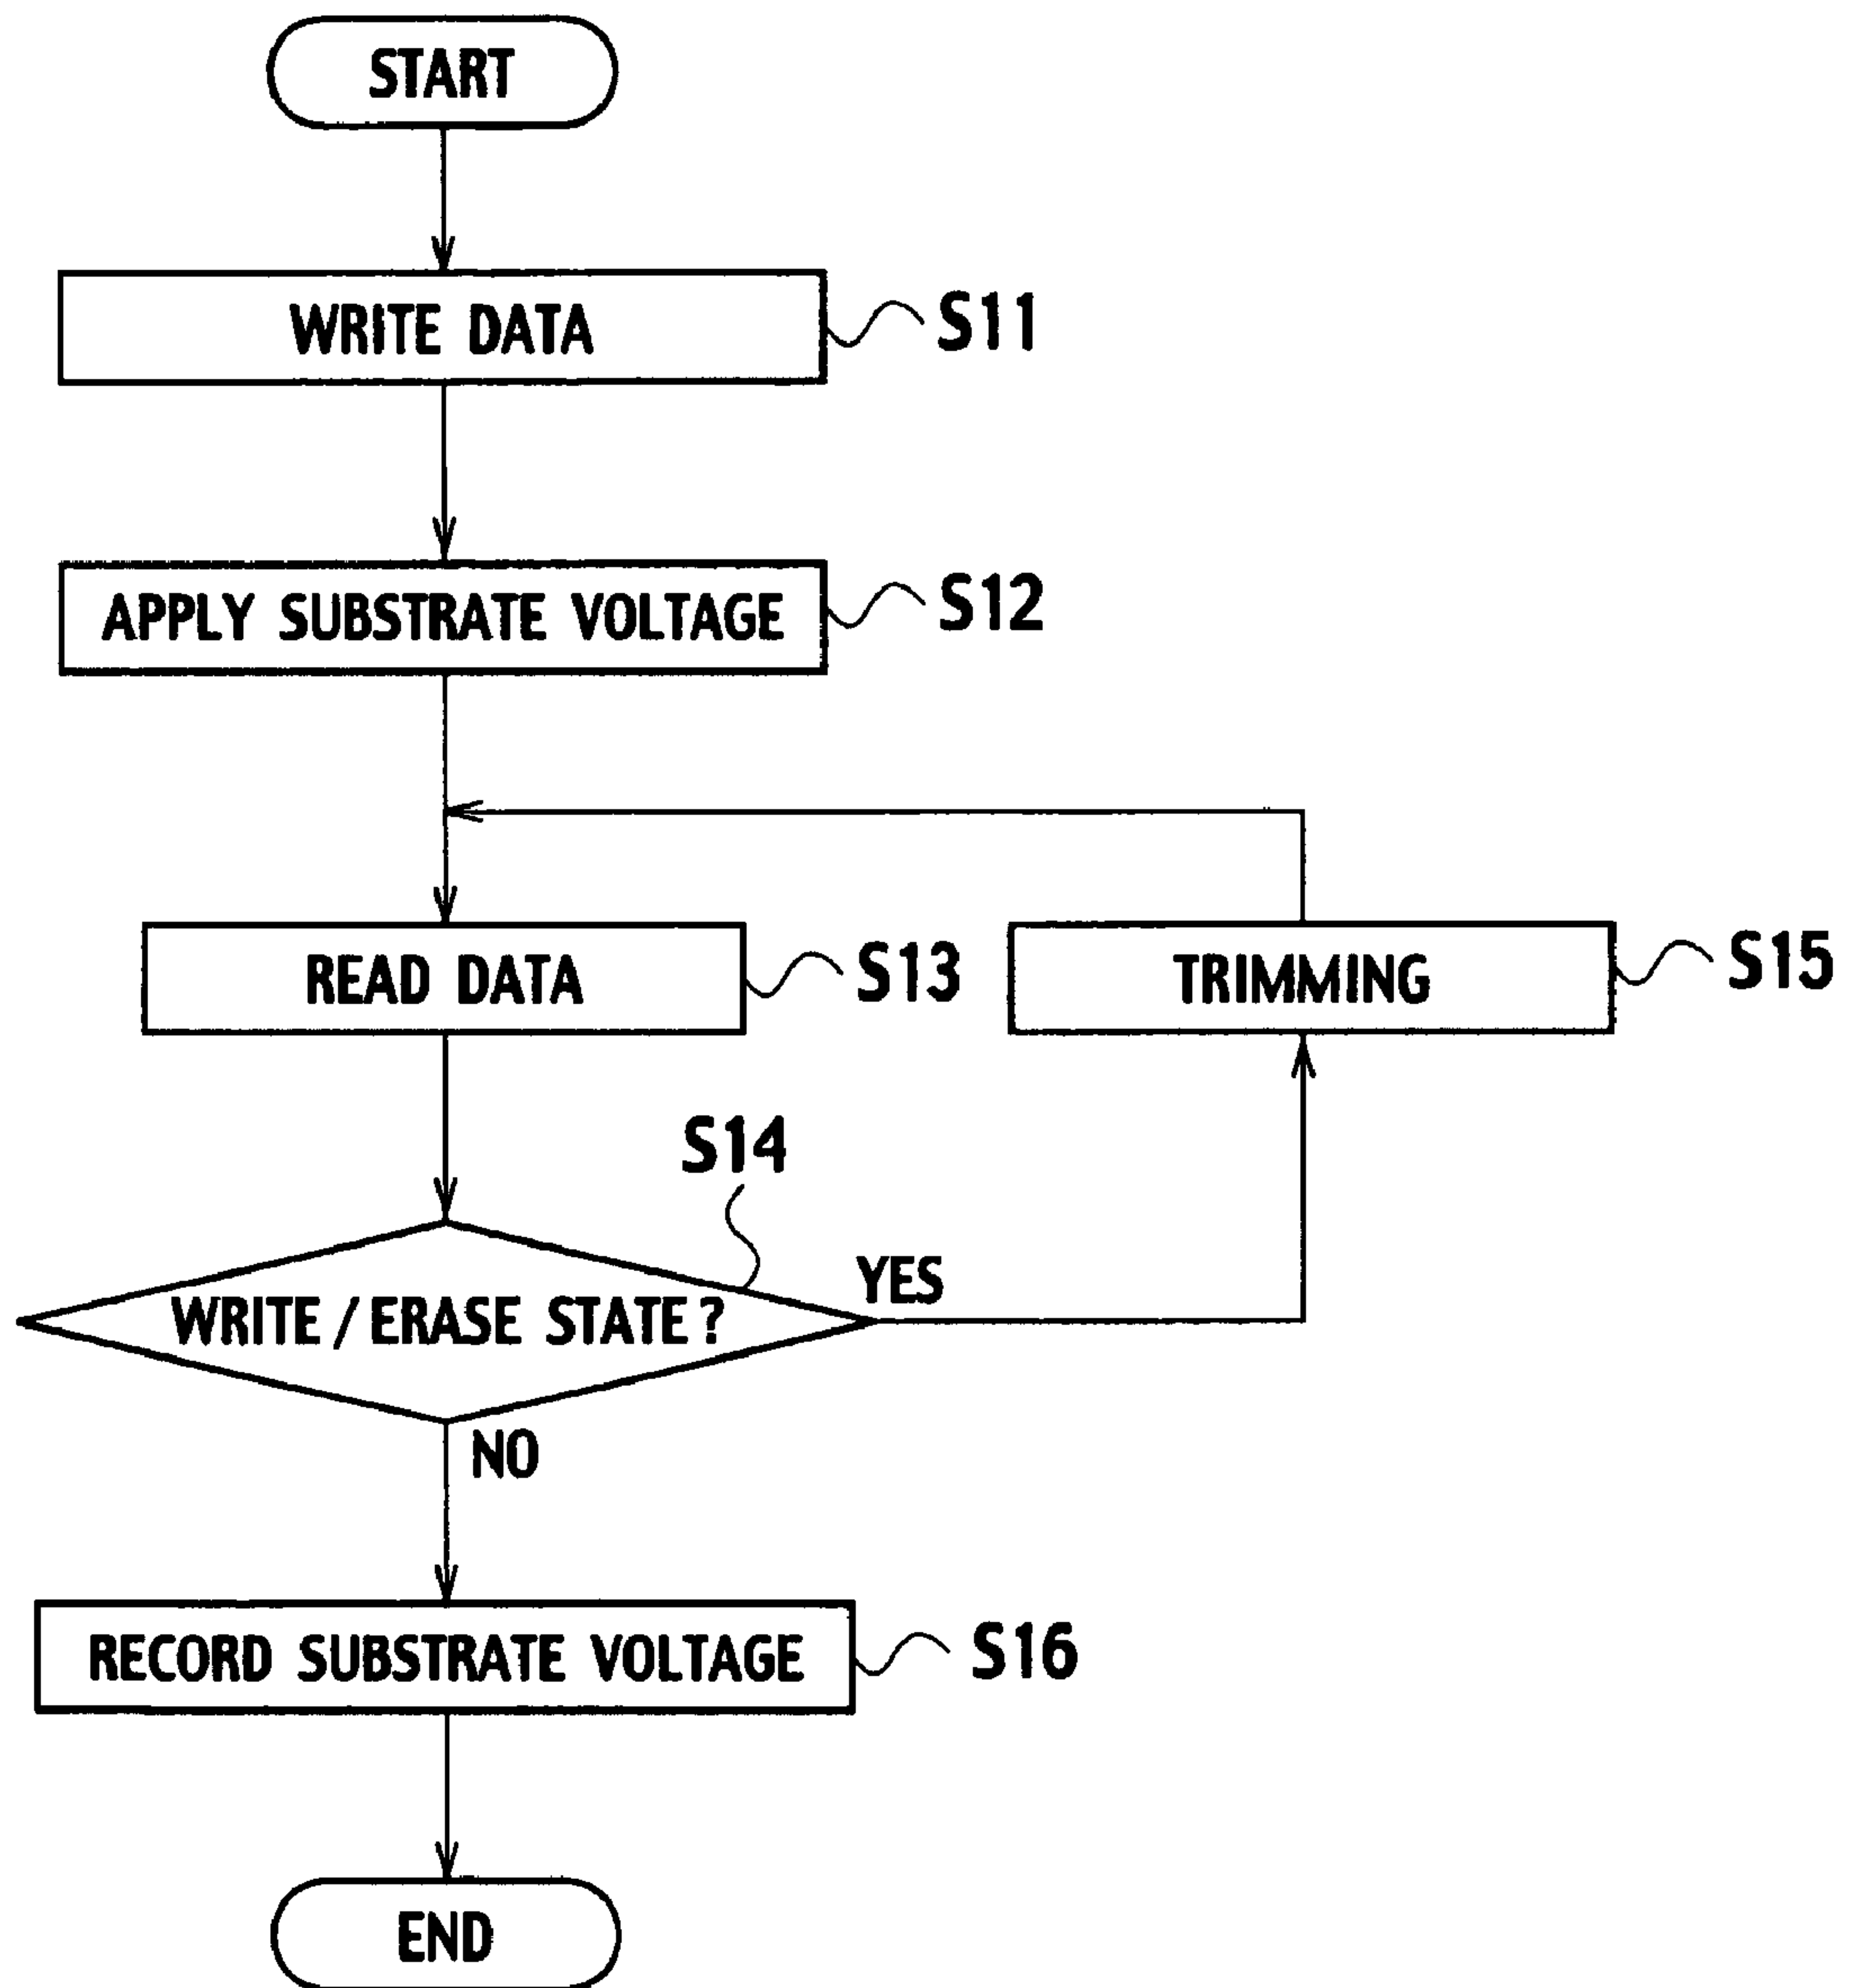 START
WRITE DATA
S11
APPLY SUBSTRATE VOLTAGE
S12
READ DATA
S13
TRIMMING
S15
S14
WRITE/ERASE STATE?
YES
NO
RECORD SUBSTRATE VOLTAGE
S16
END